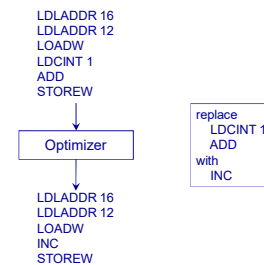 LDLADDR 16
LDLADDR 12
LOADW
LDCINT 1
ADD
STOREW
Optimizer
replace
LDCINT 1
ADD
with
INC
LDLADDR 16
LDLADDR 12
LOADW
INC
STOREW